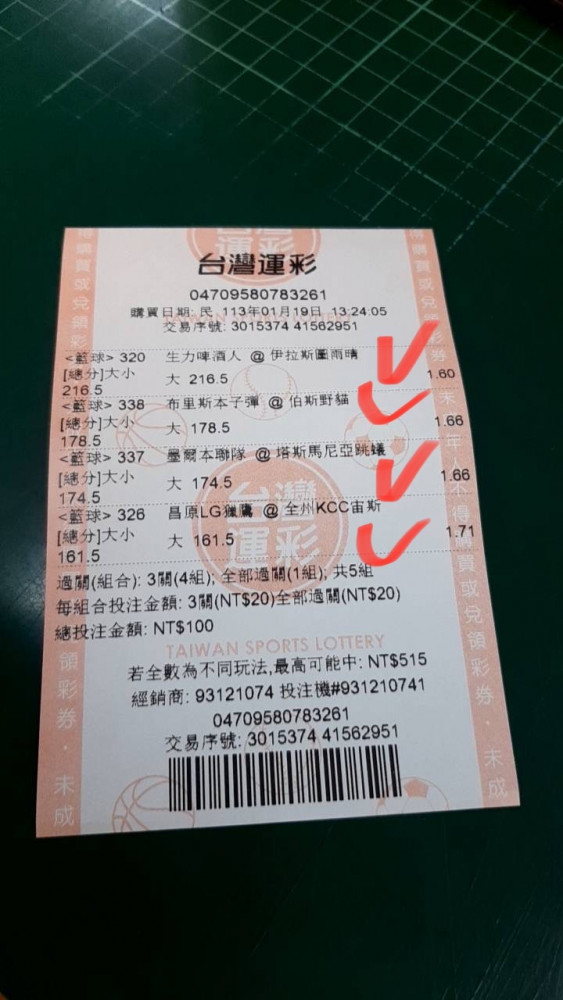 台灣運彩
04709580783261
購買日期: 民 113年01月19日 13:24:05
交易序號: 3015374 41562951
<籃球> 320 生力啤酒人 @ 伊拉斯圖雨晴
[總分]大小 大 216.5 1.60
216.5
<籃球> 338 布里斯本子彈 @ 伯斯野貓
[總分]大小 大 178.5 1.66
178.5
<籃球> 337 墨爾本聯隊 @ 塔斯馬尼亞跳蟻
[總分]大小 大 174.5 1.66
174.5
<籃球> 326 昌原LG獵鷹 @ 全州KCC宙斯
[總分]大小 大 161.5 1.71
161.5
過關(組合): 3關(4組), 全部過關(1組), 共5組
每組合投注金額: 3關(NT$20)全部過關(NT$20)
總投注金額: NT$100
TAIWAN SPORTS LOTTERY
若全數為不同玩法,最高可能中: NT$515
經銷商: 93121074 投注機#931210741
04709580783261
交易序號: 3015374 41562951
台灣運彩
領彩券・未成